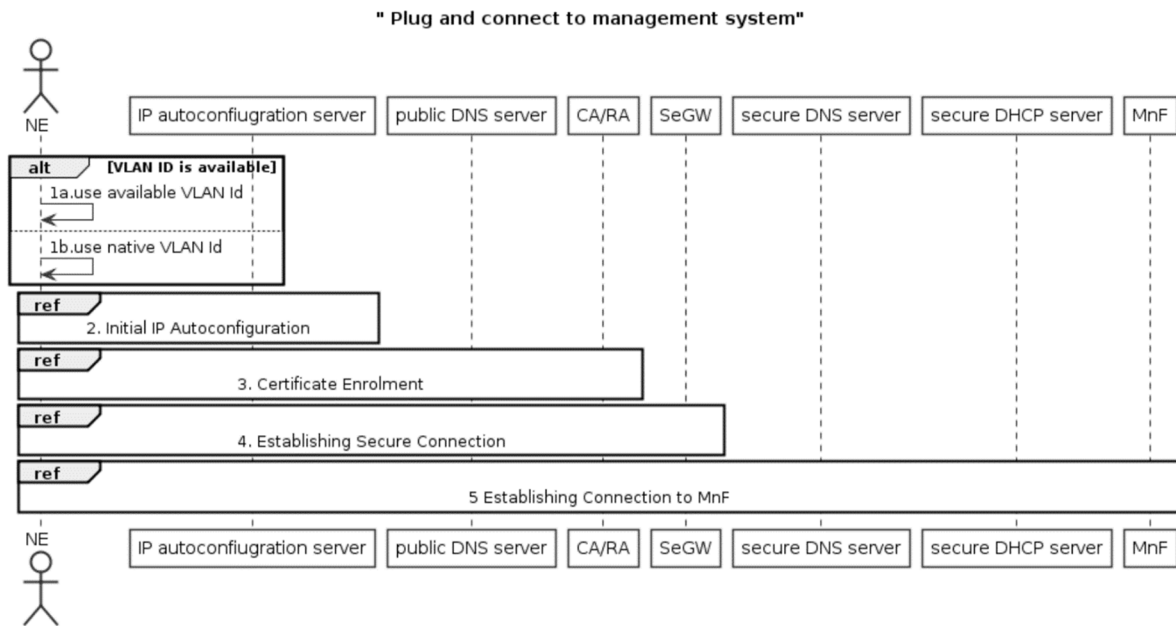 " Plug and connect to management system"
NE
IP autoconfiugration server
public DNS server
CA/RA
SeGW
secure DNS server
secure DHCP server
MnF
alt
[VLAN ID is available]
1a.use available VLAN Id
1b.use native VLAN Id
ref
2. Initial IP Autoconfiguration
ref
3. Certificate Enrolment
ref
4. Establishing Secure Connection
ref
5 Establishing Connection to MnF
NE
IP autoconfiugration server
public DNS server
CA/RA
SeGW
secure DNS server
secure DHCP server
MnF